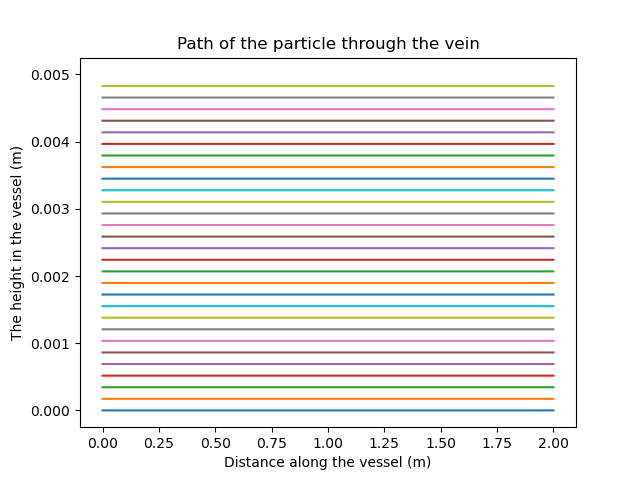 Path of the particle through the vein
0.005
0.004
0.003
0.002
0.001
0.000
The height in the vessel (m)
0.00 0.25 0.50 0.75 1.00 1.25 1.50 1.75 2.00
Distance along the vessel (m)